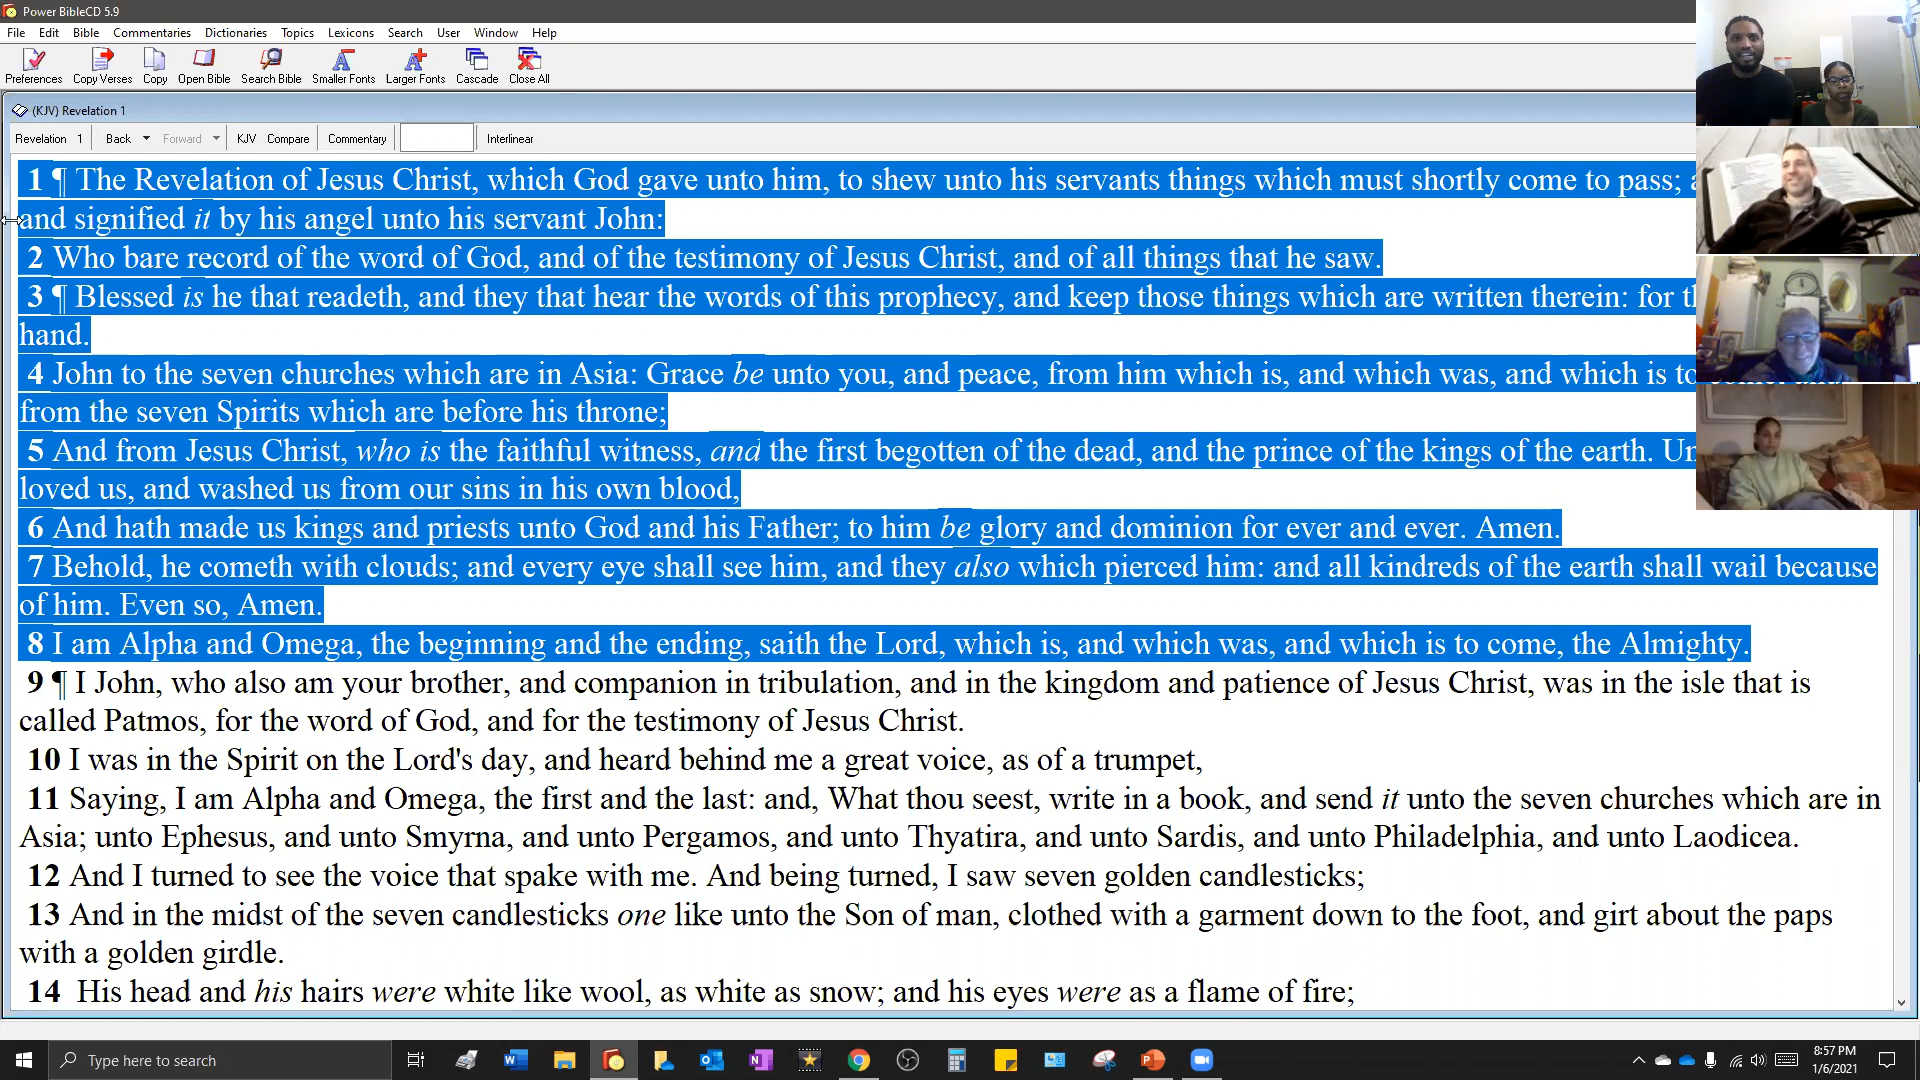 Power BibleCD 5.9
File Edit Bible Commentaries Dictionaries Topics Lexicons Search User Window Help
Preferences Copy Verses Copy Open Bible Search Bible Smaller Fonts Larger Fonts Cascade Close All
(KJV) Revelation 1
Revelation 1 Back Forward KJV Compare Commentary Interlinear
1 ¶ The Revelation of Jesus Christ, which God gave unto him, to shew unto his servants things which must shortly come to pass;
and signified it by his angel unto his servant John:
2 Who bare record of the word of God, and of the testimony of Jesus Christ, and of all things that he saw.
3 ¶ Blessed is he that readeth, and they that hear the words of this prophecy, and keep those things which are written therein: for
hand.
4 John to the seven churches which are in Asia: Grace be unto you, and peace, from him which is, and which was, and which is to
from the seven Spirits which are before his throne;
5 And from Jesus Christ, who is the faithful witness, and the first begotten of the dead, and the prince of the kings of the earth.
loved us, and washed us from our sins in his own blood,
6 And hath made us kings and priests unto God and his Father; to him be glory and dominion for ever and ever. Amen.
7 Behold, he cometh with clouds; and every eye shall see him, and they also which pierced him: and all kindreds of the earth shall wail because
of him. Even so, Amen.
8 I am Alpha and Omega, the beginning and the ending, saith the Lord, which is, and which was, and which is to come, the Almighty.
9 ¶ I John, who also am your brother, and companion in tribulation, and in the kingdom and patience of Jesus Christ, was in the isle that is
called Patmos, for the word of God, and for the testimony of Jesus Christ.
10 I was in the Spirit on the Lord's day, and heard behind me a great voice, as of a trumpet,
11 Saying, I am Alpha and Omega, the first and the last: and, What thou seest, write in a book, and send it unto the seven churches which are in
Asia; unto Ephesus, and unto Smyrna, and unto Pergamos, and unto Thyatira, and unto Sardis, and unto Philadelphia, and unto Laodicea.
12 And I turned to see the voice that spake with me. And being turned, I saw seven golden candlesticks;
13 And in the midst of the seven candlesticks one like unto the Son of man, clothed with a garment down to the foot, and girt about the paps
with a golden girdle.
14 His head and his hairs were white like wool, as white as snow; and his eyes were as a flame of fire;
Type here to search
8:57 PM
1/6/2021